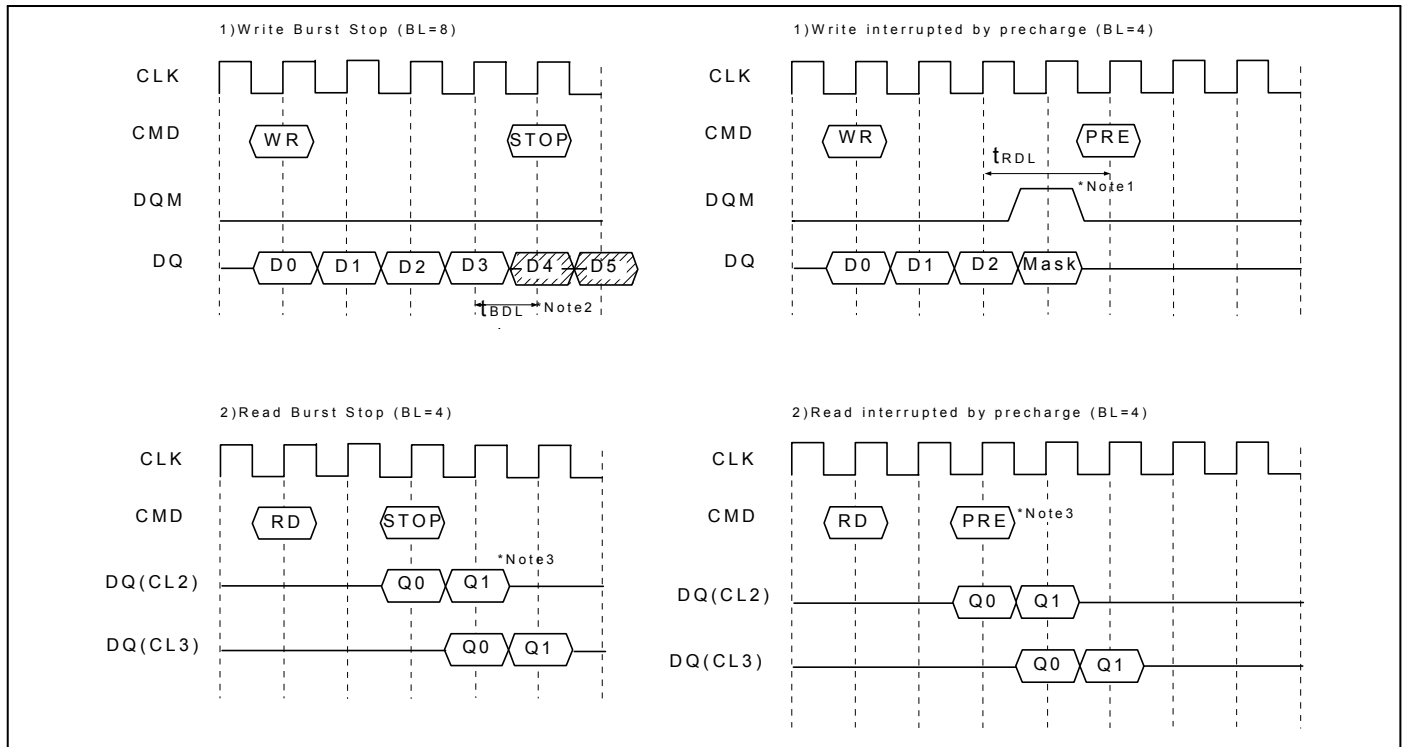 1)Write Burst Stop (BL=8)
CLK
CMD WR STOP
DQM
DQ D0 D1 D2 D3 D4 D5
tBDL *Note2
1)Write interrupted by precharge (BL=4)
CLK
CMD WR PRE
tRDL
*Note1
DQM
DQ D0 D1 D2 Mask
2)Read Burst Stop (BL=4)
CLK
CMD RD STOP
*Note3
DQ(CL2) Q0 Q1
DQ(CL3) Q0 Q1
2)Read interrupted by precharge (BL=4)
CLK
CMD RD PRE *Note3
DQ(CL2) Q0 Q1
DQ(CL3) Q0 Q1